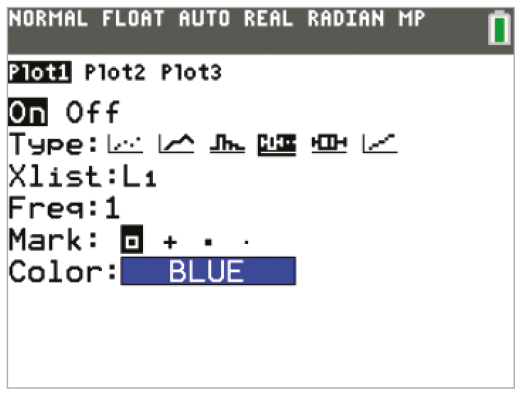 NORMAL FLOAT AUTO REAL RADIAN MP
Plot1 Plot2 Plot3
On Off
Type:
Xlist:L₁
Freq:1
Mark:
Color: BLUE